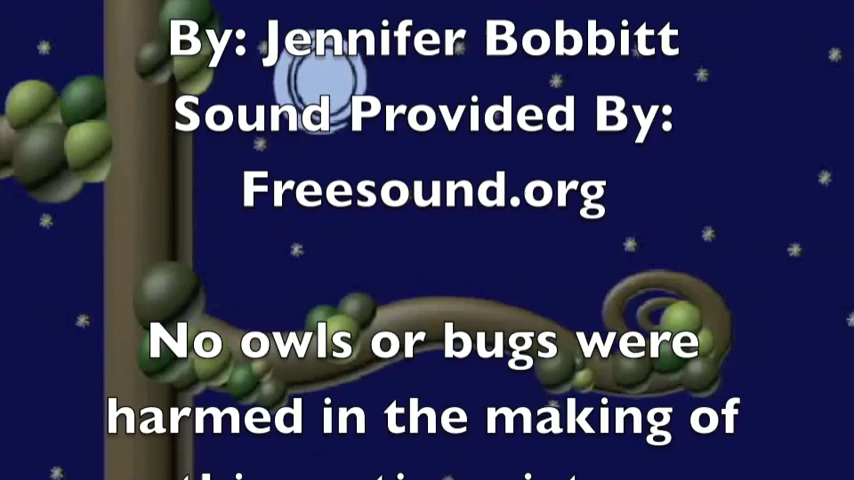 By: Jennifer Bobbitt
Sound Provided By:
Freesound.org
No owls or bugs were
harmed in the making of